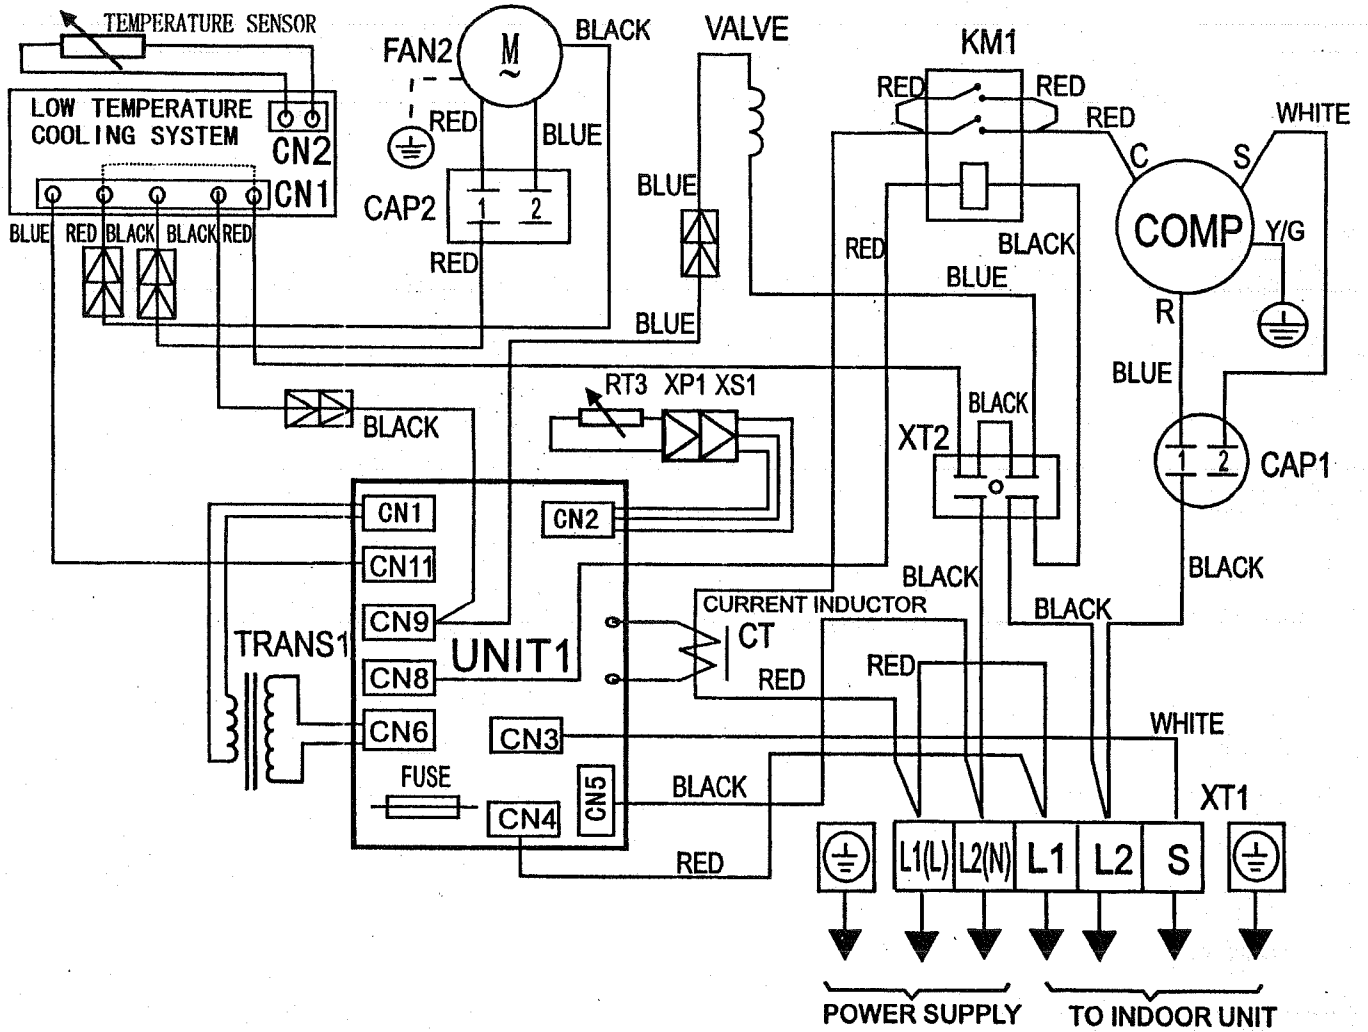 TEMPERATURE SENSOR
LOW TEMPERATURE
COOLING SYSTEM
CN2
CN1
BLUE
RED
BLACK
BLACK
RED
FAN2
M
~
BLACK
RED
BLUE
CAP2
1
2
RED
VALVE
BLUE
BLUE
BLUE
KM1
RED
RED
RED
RED
BLACK
WHITE
C
S
COMP
Y/G
R
BLUE
1
2
CAP1
BLACK
RT3 XP1 XS1
BLACK
BLACK
XT2
BLACK
BLACK
CN1
CN2
CN11
CN9
CN8
CN6
UNIT1
CN3
FUSE
CN4
CN5
TRANS1
CURRENT INDUCTOR
CT
RED
RED
WHITE
BLACK
RED
XT1
L1(L)
L2(N)
L1
L2
S
POWER SUPPLY
TO INDOOR UNIT